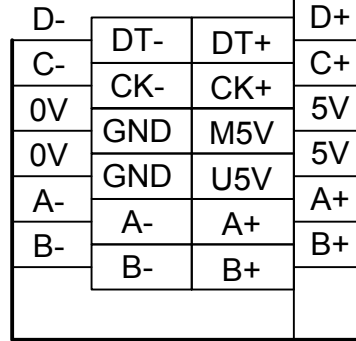 D- DT- DT+ D+
C- CK- CK+ C+
0V GND M5V 5V
0V GND U5V 5V
A- A- A+ A+
B- B- B+ B+